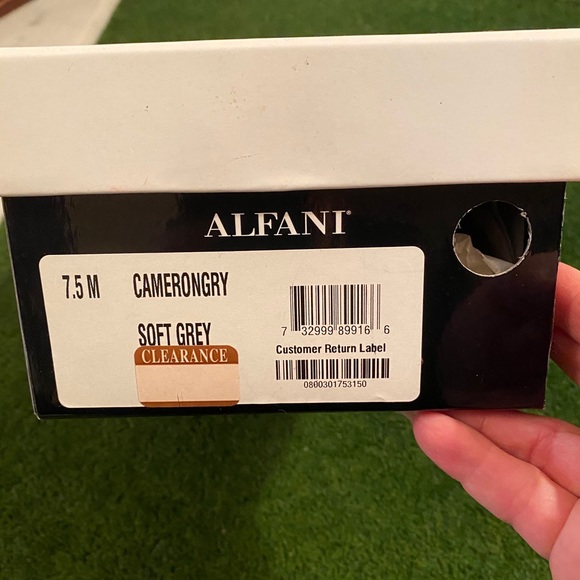 ALFANI
7.5 M CAMERONGRY
SOFT GREY
CLEARANCE
7 32999 89916 6
Customer Return Label
0800301753150